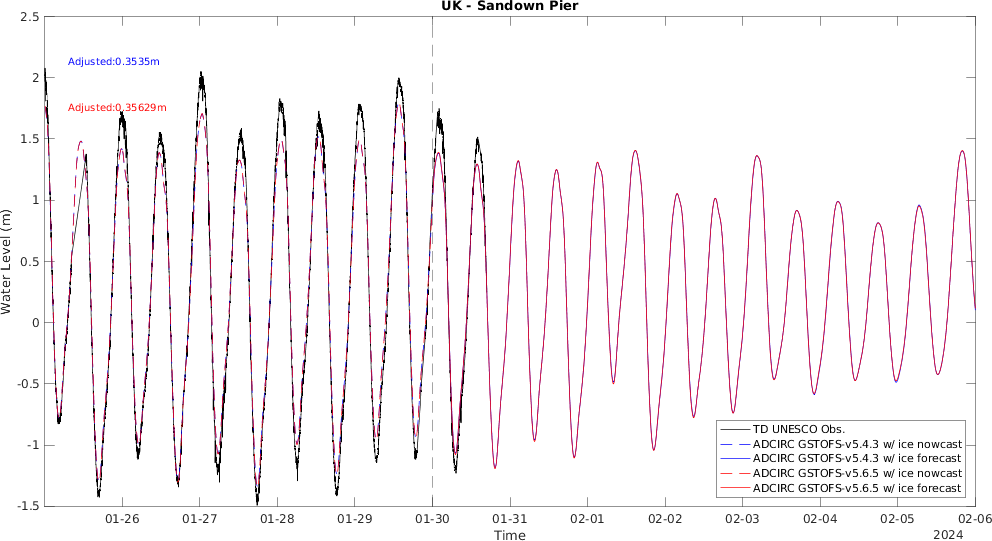 UK - Sandown Pier
2.5
2
1.5
1
0.5
0
-0.5
-1
-1.5
Water Level (m)
Adjusted:0.3535m
Adjusted:0.35629m
TD UNESCO Obs.
ADCIRC GSTOFS-v5.4.3 w/ ice nowcast
ADCIRC GSTOFS-v5.4.3 w/ ice forecast
ADCIRC GSTOFS-v5.6.5 w/ ice nowcast
ADCIRC GSTOFS-v5.6.5 w/ ice forecast
01-26 01-27 01-28 01-29 01-30 01-31 02-01 02-02 02-03 02-04 02-05 02-06
Time
2024